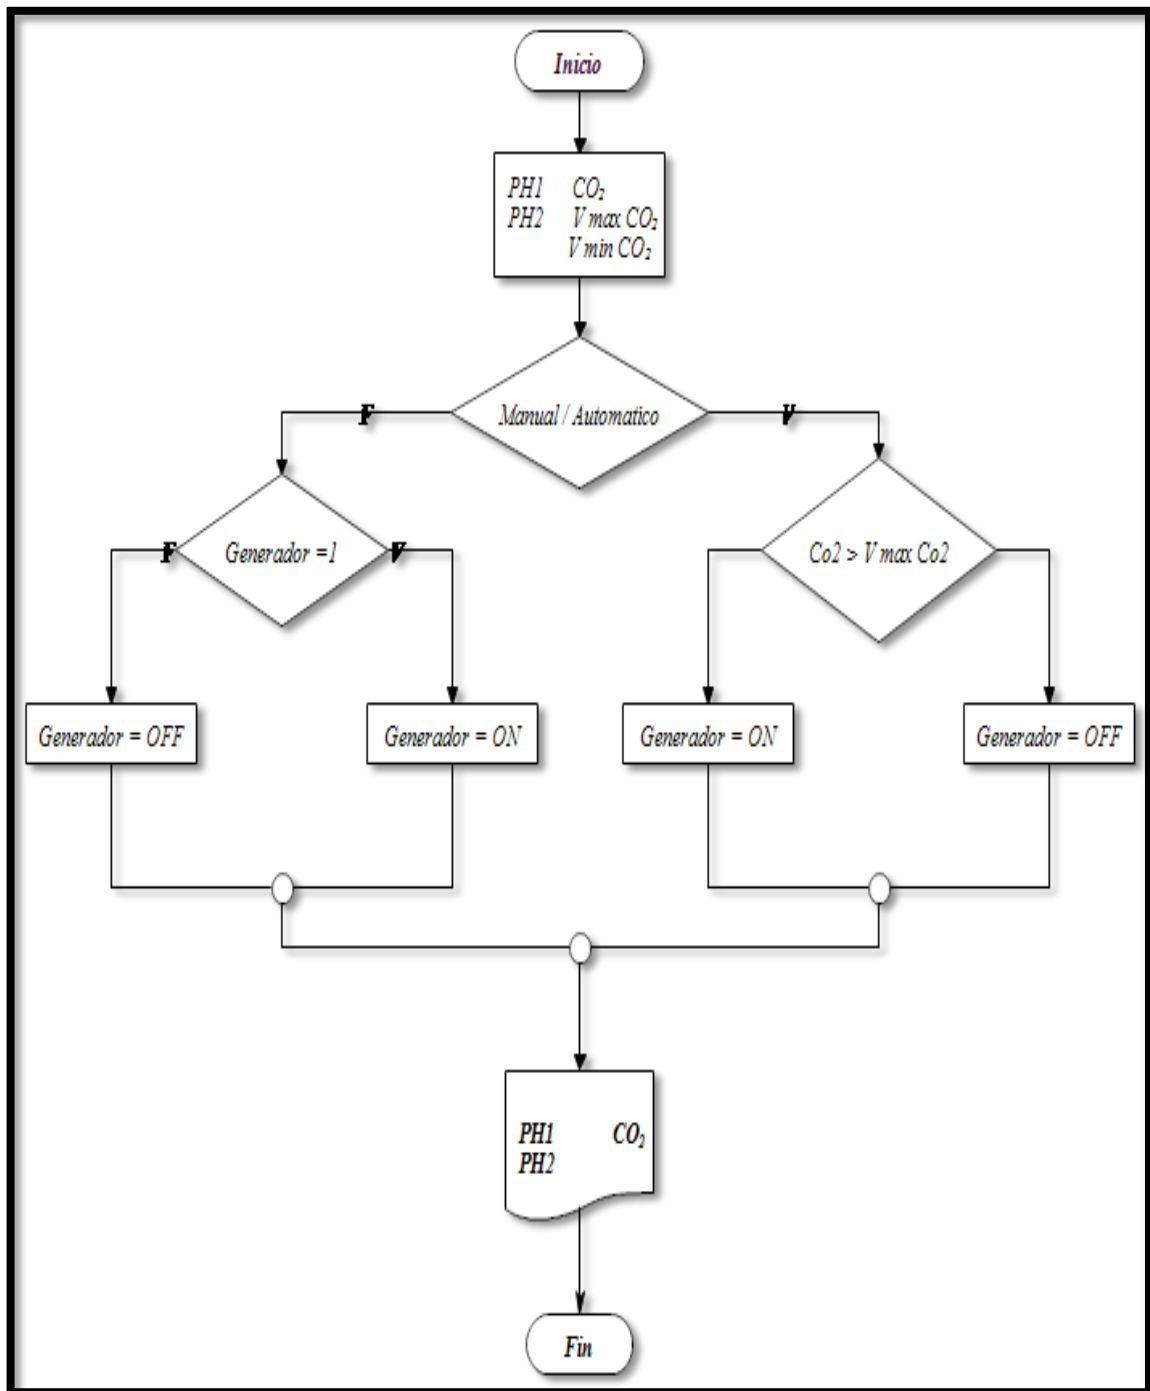 Inicio
PH1 CO₂
PH2 V max CO₂
V min CO₂
Manual / Automatico
F
V
Generador =1
F
V
Co2 > V max Co2
Generador = OFF
Generador = ON
Generador = ON
Generador = OFF
PH1 CO₂
PH2
Fin